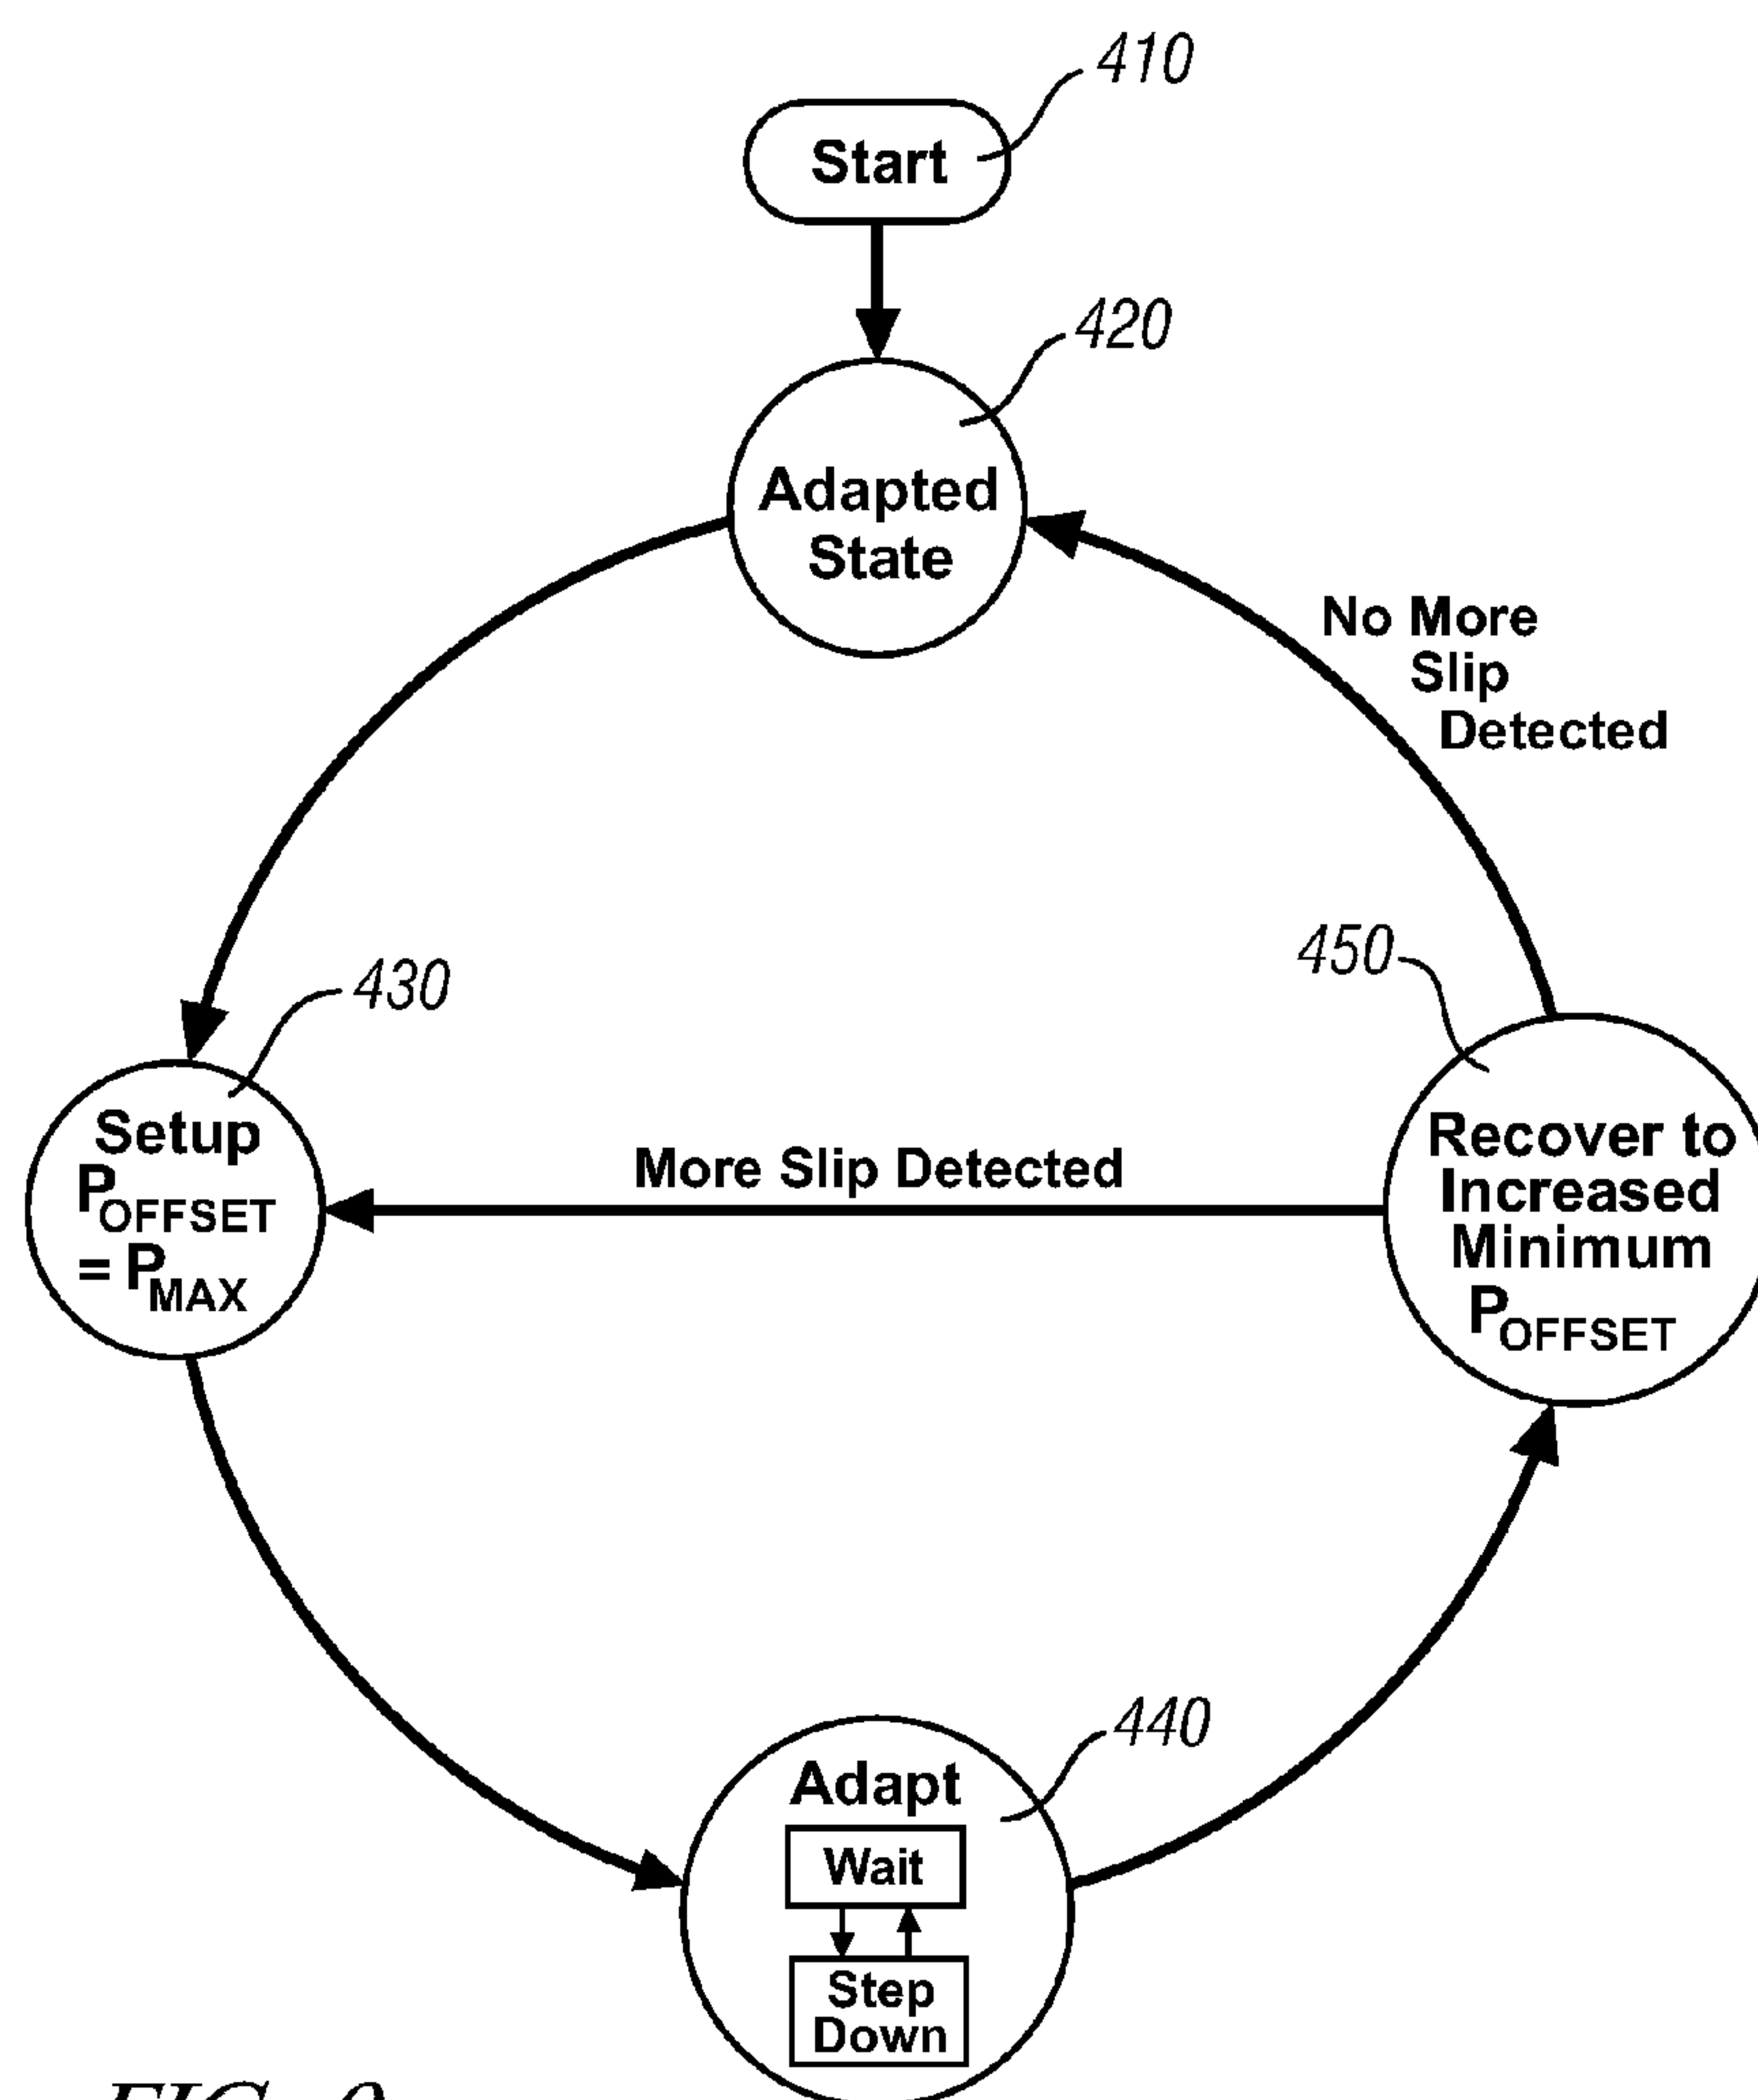 410
Start
420
Adapted
State
No More
Slip
Detected
430
450
Setup
POFFSET
= PMAX
More Slip Detected
Recover to
Increased
Minimum
POFFSET
440
Adapt
Wait
Step
Down